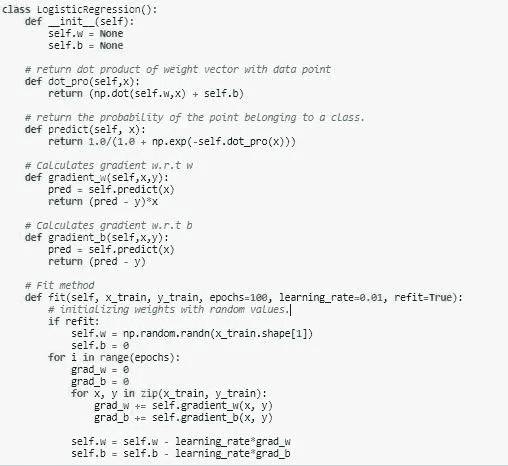 class LogisticRegression():
    def __init__(self):
        self.w = None
        self.b = None

    # return dot product of weight vector with data point
    def dot_pro(self,x):
        return (np.dot(self.w,x) + self.b)

    # return the probability of the point belonging to a class.
    def predict(self, x):
        return 1.0/(1.0 + np.exp(-self.dot_pro(x)))

    # Calculates gradient w.r.t w
    def gradient_w(self,x,y):
        pred = self.predict(x)
        return (pred - y)*x

    # Calculates gradient w.r.t b
    def gradient_b(self,x,y):
        pred = self.predict(x)
        return (pred - y)

    # Fit method
    def fit(self, x_train, y_train, epochs=100, learning_rate=0.01, refit=True):
        # initializing weights with random values.
        if refit:
            self.w = np.random.randn(x_train.shape[1])
            self.b = 0
        for i in range(epochs):
            grad_w = 0
            grad_b = 0
            for x, y in zip(x_train, y_train):
                grad_w += self.gradient_w(x, y)
                grad_b += self.gradient_b(x, y)

            self.w = self.w - learning_rate*grad_w
            self.b = self.b - learning_rate*grad_b